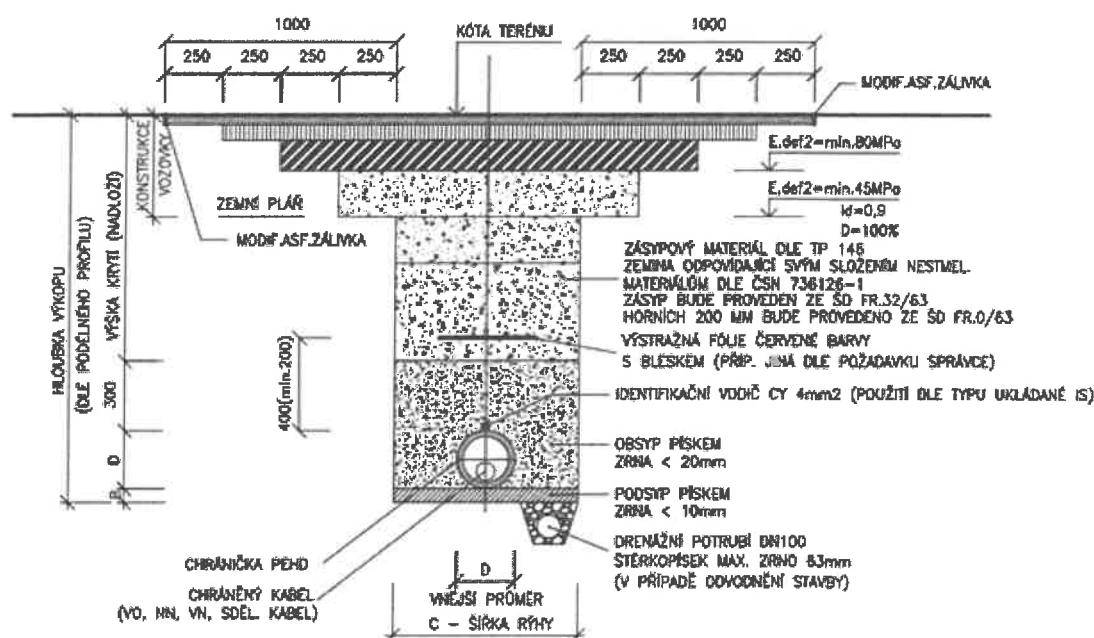 1000
1000
KÓTA TERÉNU
250 250 250 250
250 250 250 250
MODIF.ASF.ZÁLIVKA
KONSTRUKCE
VOZOVKY
E,def2=min.80MPa
E,def2=min.45MPa
Id=0,9
D=100%
ZEMNÍ PLÁŇ
MODIF.ASF.ZÁLIVKA
HLOUBKA VÝKOPU
(DLE PODÉLNÉHO PROFILU)
VÝŠKA KRYTÍ (NADLOŽÍ)
300
D
400(min.200)
ZÁSYPOVÝ MATERIÁL DLE TP 146
ZEMINA ODPOVÍDAJÍCÍ SVÝM SLOŽENÍM NESTMEL.
MATERIÁLŮM DLE ČSN 736126-1
ZÁSYP BUDE PROVEDEN ZE ŠD FR.32/63
HORNÍCH 200 MM BUDE PROVEDENO ZE ŠD FR.0/63
VÝSTRAŽNÁ FÓLIE ČERVENÉ BARVY
S BLESKEM (PŘÍP. JINÁ DLE POŽADAVKU SPRÁVCE)
IDENTIFIKAČNÍ VODIČ CY 4mm2 (POUŽITÍ DLE TYPU UKLÁDANÉ IS)
OBSYP PÍSKEM
ZRNA < 20mm
PODSYP PÍSKEM
ZRNA < 10mm
DRENÁŽNÍ POTRUBÍ DN100
ŠTĚRKOPÍSEK MAX. ZRNO 63mm
(V PŘÍPADĚ ODVODNĚNÍ STAVBY)
CHRÁNIČKA PEHD
CHRÁNĚNÝ KABEL
(VO, NN, VN, SDĚL. KABEL)
D
VNĚJŠÍ PRŮMĚR
C - ŠÍŘKA RÝHY